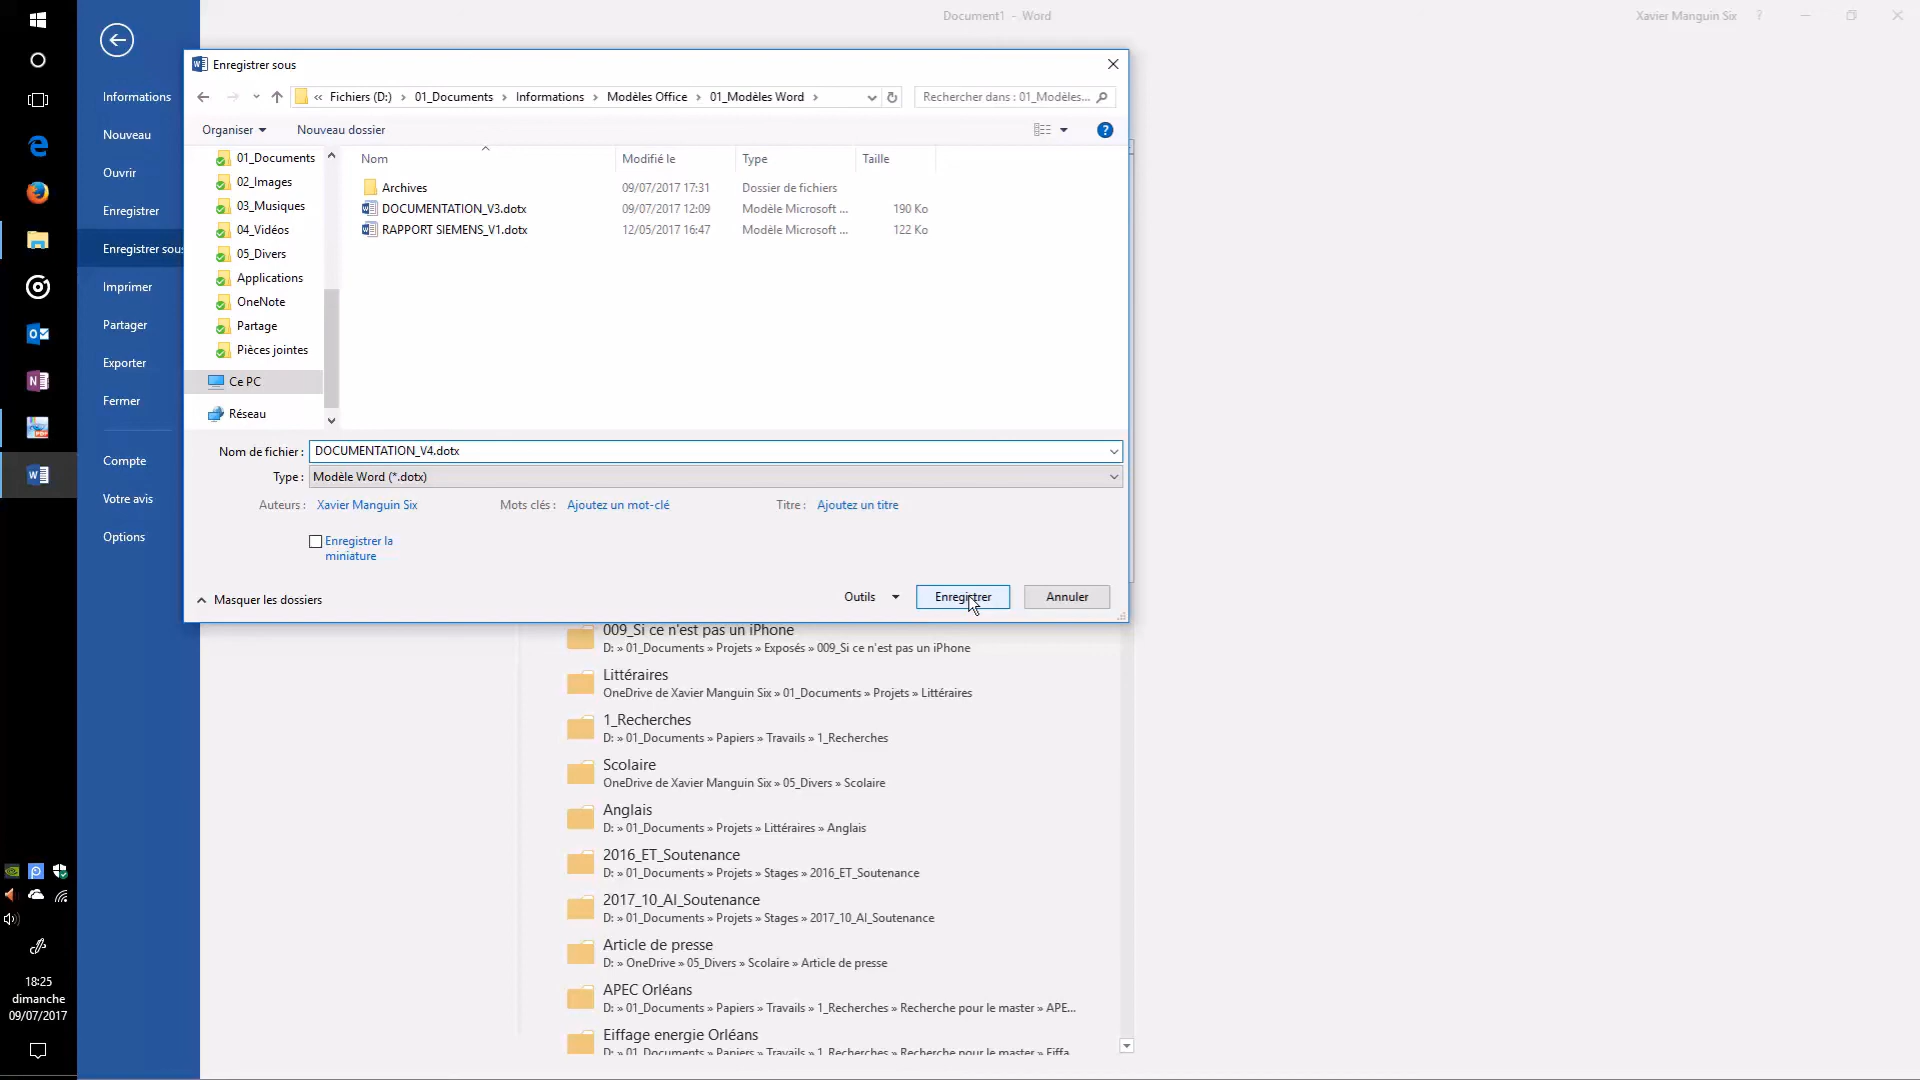 Document1 - Word
Xavier Manguin Six
?
Informations
Nouveau
Ouvrir
Enregistrer
Enregistrer sous
Imprimer
Partager
Exporter
Fermer
Compte
Votre avis
Options
Enregistrer sous
« Fichiers (D:) › 01_Documents › Informations › Modèles Office › 01_Modèles Word ›
Rechercher dans : 01_Modèles...
Organiser
Nouveau dossier
?
01_Documents
02_Images
03_Musiques
04_Vidéos
05_Divers
Applications
OneNote
Partage
Pièces jointes
Ce PC
Réseau
Nom Modifié le Type Taille
Archives 09/07/2017 17:31 Dossier de fichiers
DOCUMENTATION_V3.dotx 09/07/2017 12:09 Modèle Microsoft ... 190 Ko
RAPPORT SIEMENS_V1.dotx 12/05/2017 16:47 Modèle Microsoft ... 122 Ko
Nom de fichier : DOCUMENTATION_V4.dotx
Type : Modèle Word (*.dotx)
Auteurs : Xavier Manguin Six Mots clés : Ajoutez un mot-clé Titre : Ajoutez un titre
Enregistrer la
miniature
Masquer les dossiers
Outils
Enregistrer
Annuler
009_Si ce n'est pas un iPhone
D: » 01_Documents » Projets » Exposés » 009_Si ce n'est pas un iPhone
Littéraires
OneDrive de Xavier Manguin Six » 01_Documents » Projets » Littéraires
1_Recherches
D: » 01_Documents » Papiers » Travails » 1_Recherches
Scolaire
OneDrive de Xavier Manguin Six » 05_Divers » Scolaire
Anglais
D: » 01_Documents » Projets » Littéraires » Anglais
2016_ET_Soutenance
D: » 01_Documents » Projets » Stages » 2016_ET_Soutenance
2017_10_AI_Soutenance
D: » 01_Documents » Projets » Stages » 2017_10_AI_Soutenance
Article de presse
D: » OneDrive » 05_Divers » Scolaire » Article de presse
APEC Orléans
D: » 01_Documents » Papiers » Travails » 1_Recherches » Recherche pour le master » APE...
Eiffage energie Orléans
D: » 01_Documents » Papiers » Travails » 1_Recherches » Recherche pour le master » Eiffa...
18:25
dimanche
09/07/2017